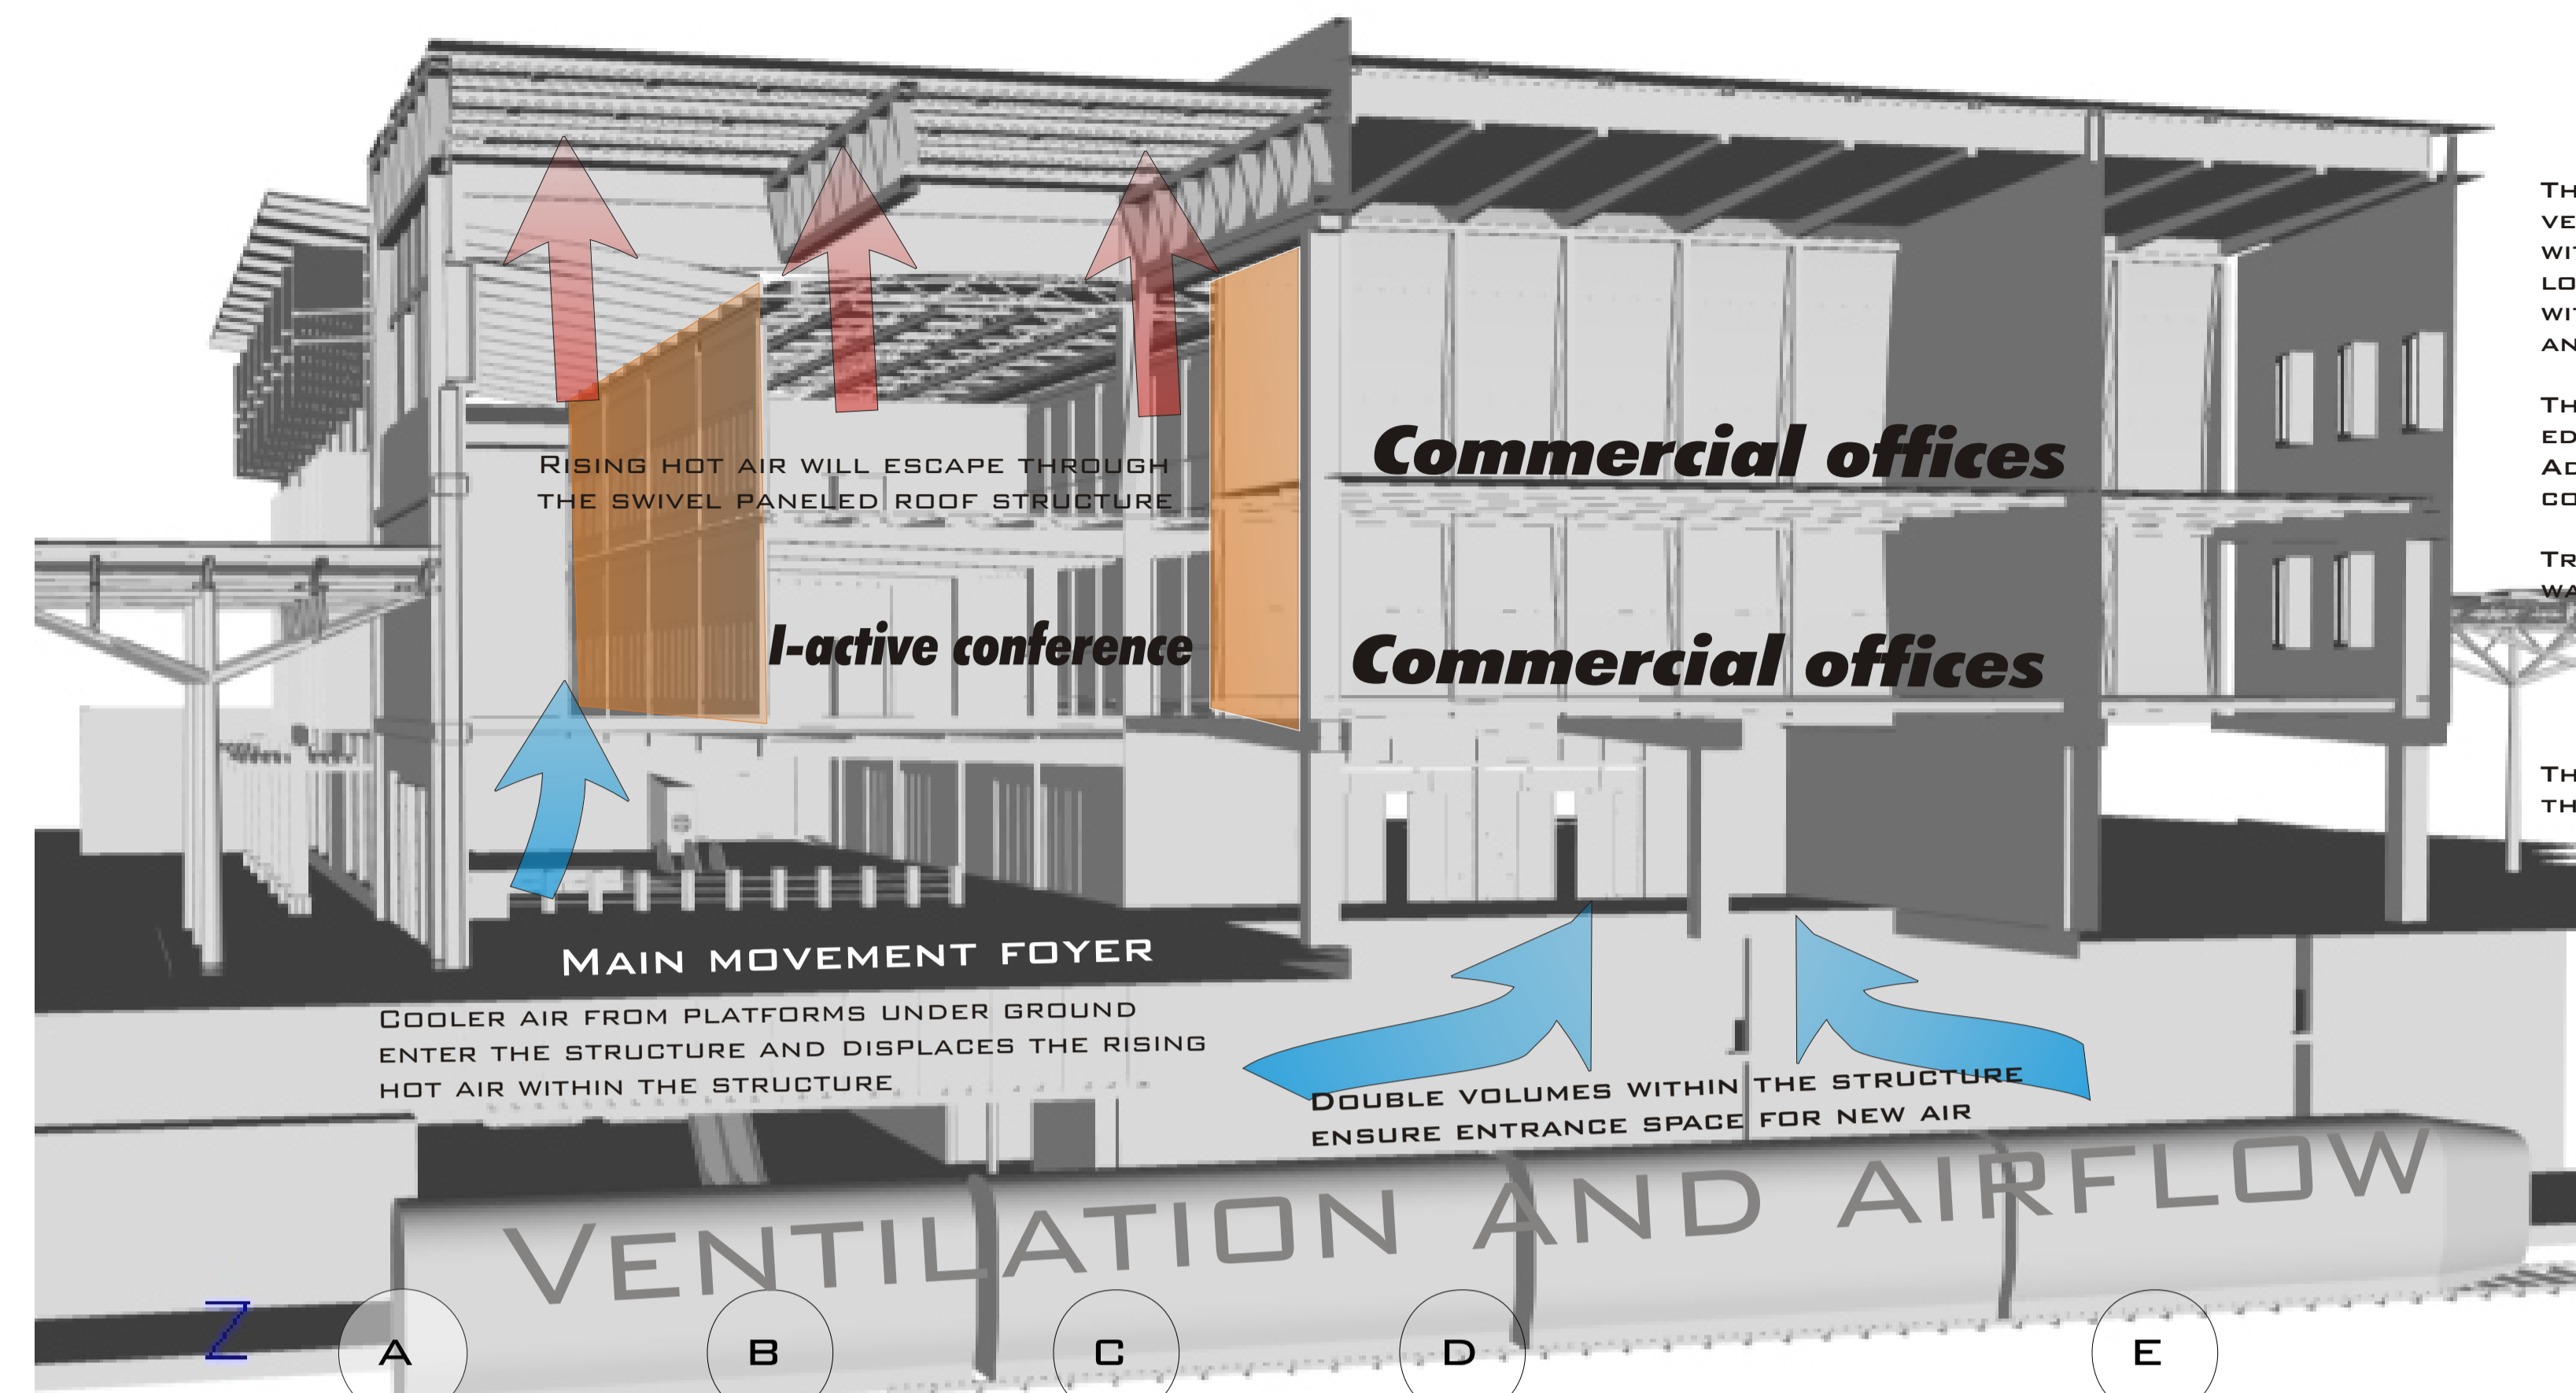 Rising hot air will escape through
the swivel paneled roof structure
Commercial offices
I-active conference
Commercial offices
Main movement foyer
Cooler air from platforms under ground
enter the structure and displaces the rising
hot air within the structure
Double volumes within the structure
ensure entrance space for new air
Ventilation and airflow
Z
A
B
C
D
E